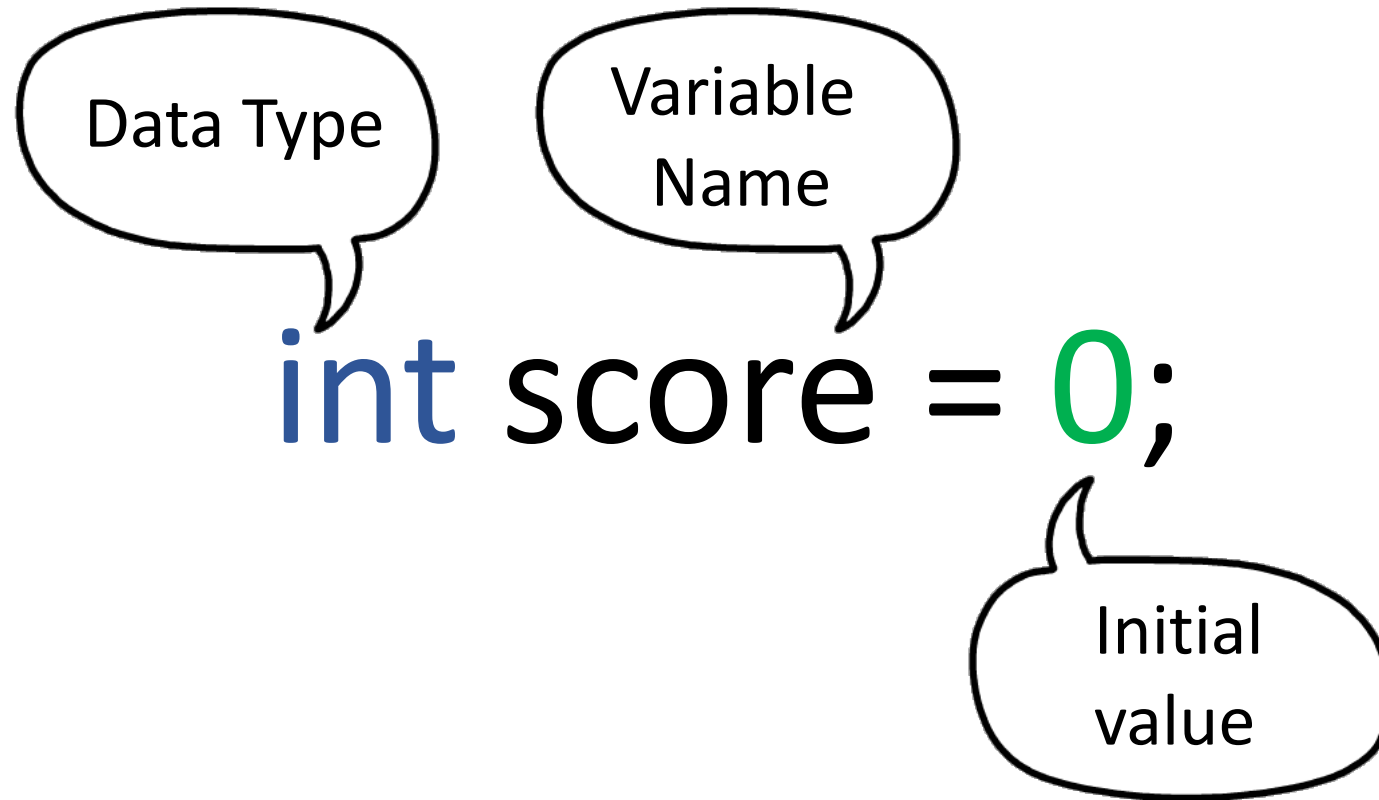 Data Type
Variable
Name
int score = 0;
Initial
value